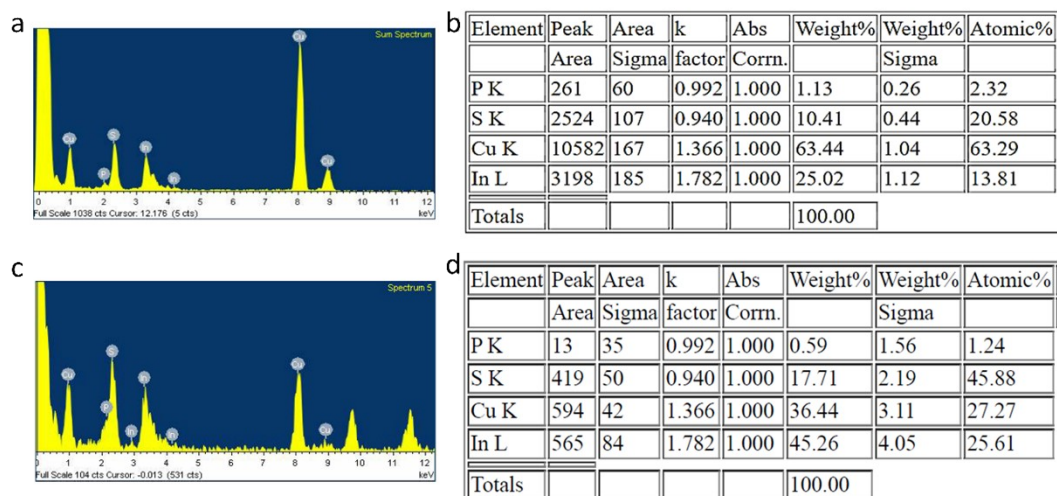 a
Sum Spectrum
Cu
Cu
S
In
P
In
Cu
0 1 2 3 4 5 6 7 8 9 10 11 12
Full Scale 1038 cts Cursor: 12.176 (5 cts) keV
b
Element Peak Area k Abs Weight% Weight% Atomic%
Area Sigma factor Corrn. Sigma
P K 261 60 0.992 1.000 1.13 0.26 2.32
S K 2524 107 0.940 1.000 10.41 0.44 20.58
Cu K 10582 167 1.366 1.000 63.44 1.04 63.29
In L 3198 185 1.782 1.000 25.02 1.12 13.81
Totals 100.00
c
Spectrum 5
S
Cu
In
Cu
P
In
In
Cu
0 1 2 3 4 5 6 7 8 9 10 11 12
Full Scale 104 cts Cursor: -0.013 (531 cts) keV
d
Element Peak Area k Abs Weight% Weight% Atomic%
Area Sigma factor Corrn. Sigma
P K 13 35 0.992 1.000 0.59 1.56 1.24
S K 419 50 0.940 1.000 17.71 2.19 45.88
Cu K 594 42 1.366 1.000 36.44 3.11 27.27
In L 565 84 1.782 1.000 45.26 4.05 25.61
Totals 100.00